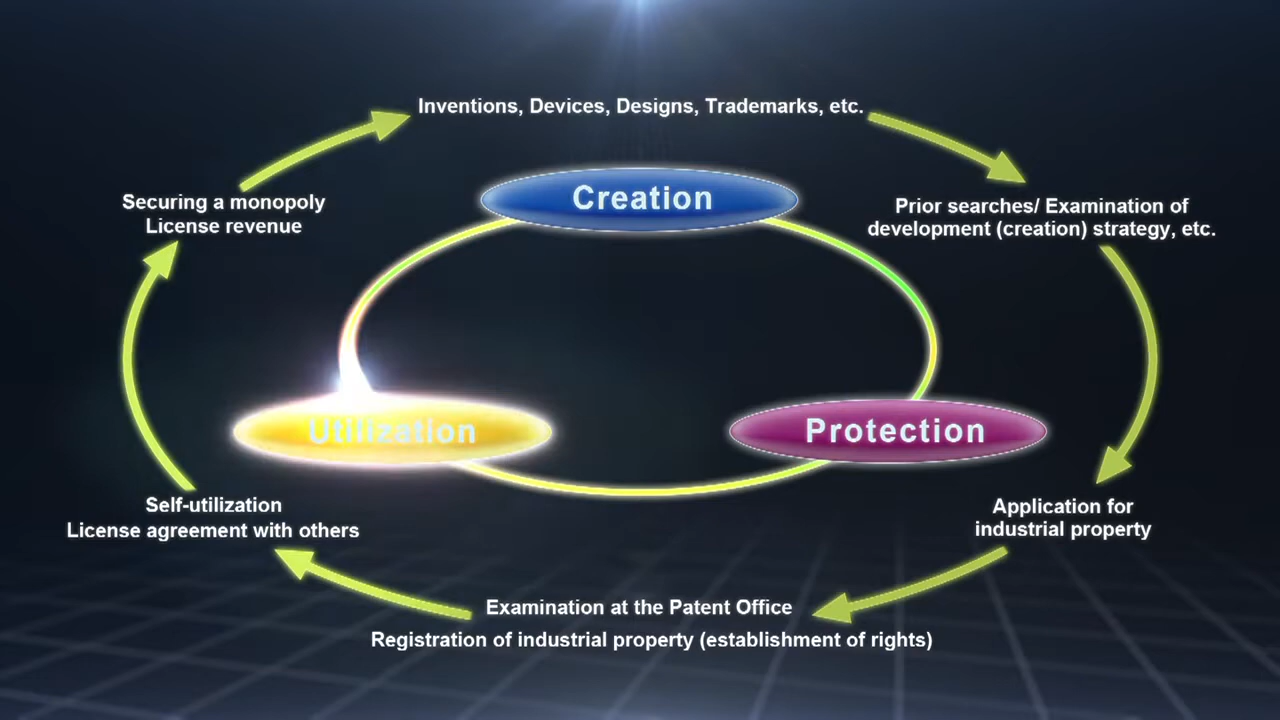 Inventions, Devices, Designs, Trademarks, etc.
Creation
Securing a monopoly
License revenue
Prior searches/ Examination of
development (creation) strategy, etc.
Utilization
Protection
Self-utilization
License agreement with others
Application for
industrial property
Examination at the Patent Office
Registration of industrial property (establishment of rights)